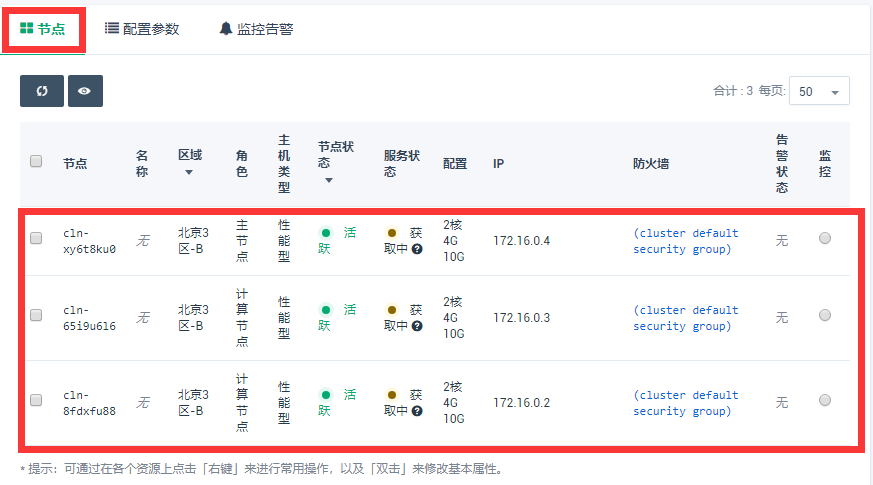 节点 配置参数 监控告警
合计 : 3 每页: 50
节点 名称 区域 角色 主机类型 节点状态 服务状态 配置 IP 防火墙 告警状态 监控
cln-xy6t8ku0 无 北京3区-B 主节点 性能型 活跃 获取中 2核 4G 10G 172.16.0.4 (cluster default security group) 无
cln-65i9u6l6 无 北京3区-B 计算节点 性能型 活跃 获取中 2核 4G 10G 172.16.0.3 (cluster default security group) 无
cln-8fdxfu88 无 北京3区-B 计算节点 性能型 活跃 获取中 2核 4G 10G 172.16.0.2 (cluster default security group) 无
* 提示：可通过在各个资源上点击「右键」来进行常用操作，以及「双击」来修改基本属性。